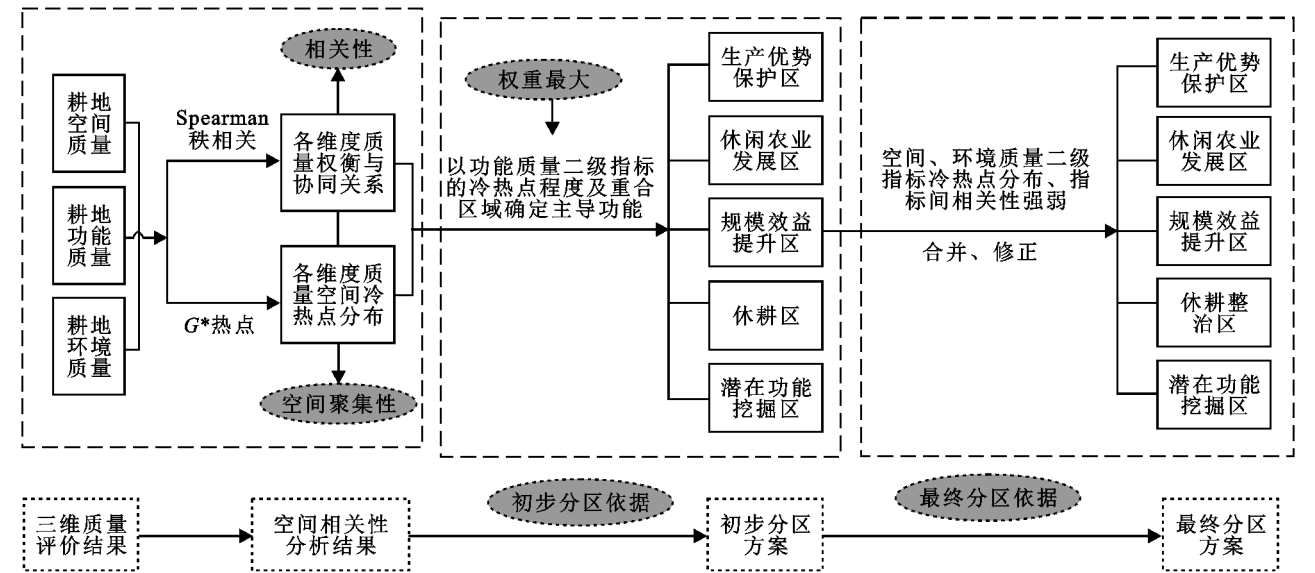 相关性
耕地
空间
质量
Spearman
秩相关
各维度质
量权衡与
协同关系
耕地
功能
质量
各维度质
量空间冷
热点分布
G*热点
耕地
环境
质量
空间聚集性
权重最大
以功能质量二级指标
的冷热点程度及重合
区域确定主导功能
生产优势
保护区
休闲农业
发展区
规模效益
提升区
休耕区
潜在功能
挖掘区
空间、环境质量二级
指标冷热点分布、指
标间相关性强弱
合并、修正
生产优势
保护区
休闲农业
发展区
规模效益
提升区
休耕整
治区
潜在功能
挖掘区
三维质量
评价结果
空间相关性
分析结果
初步分区依据
初步分区
方案
最终分区依据
最终分区
方案